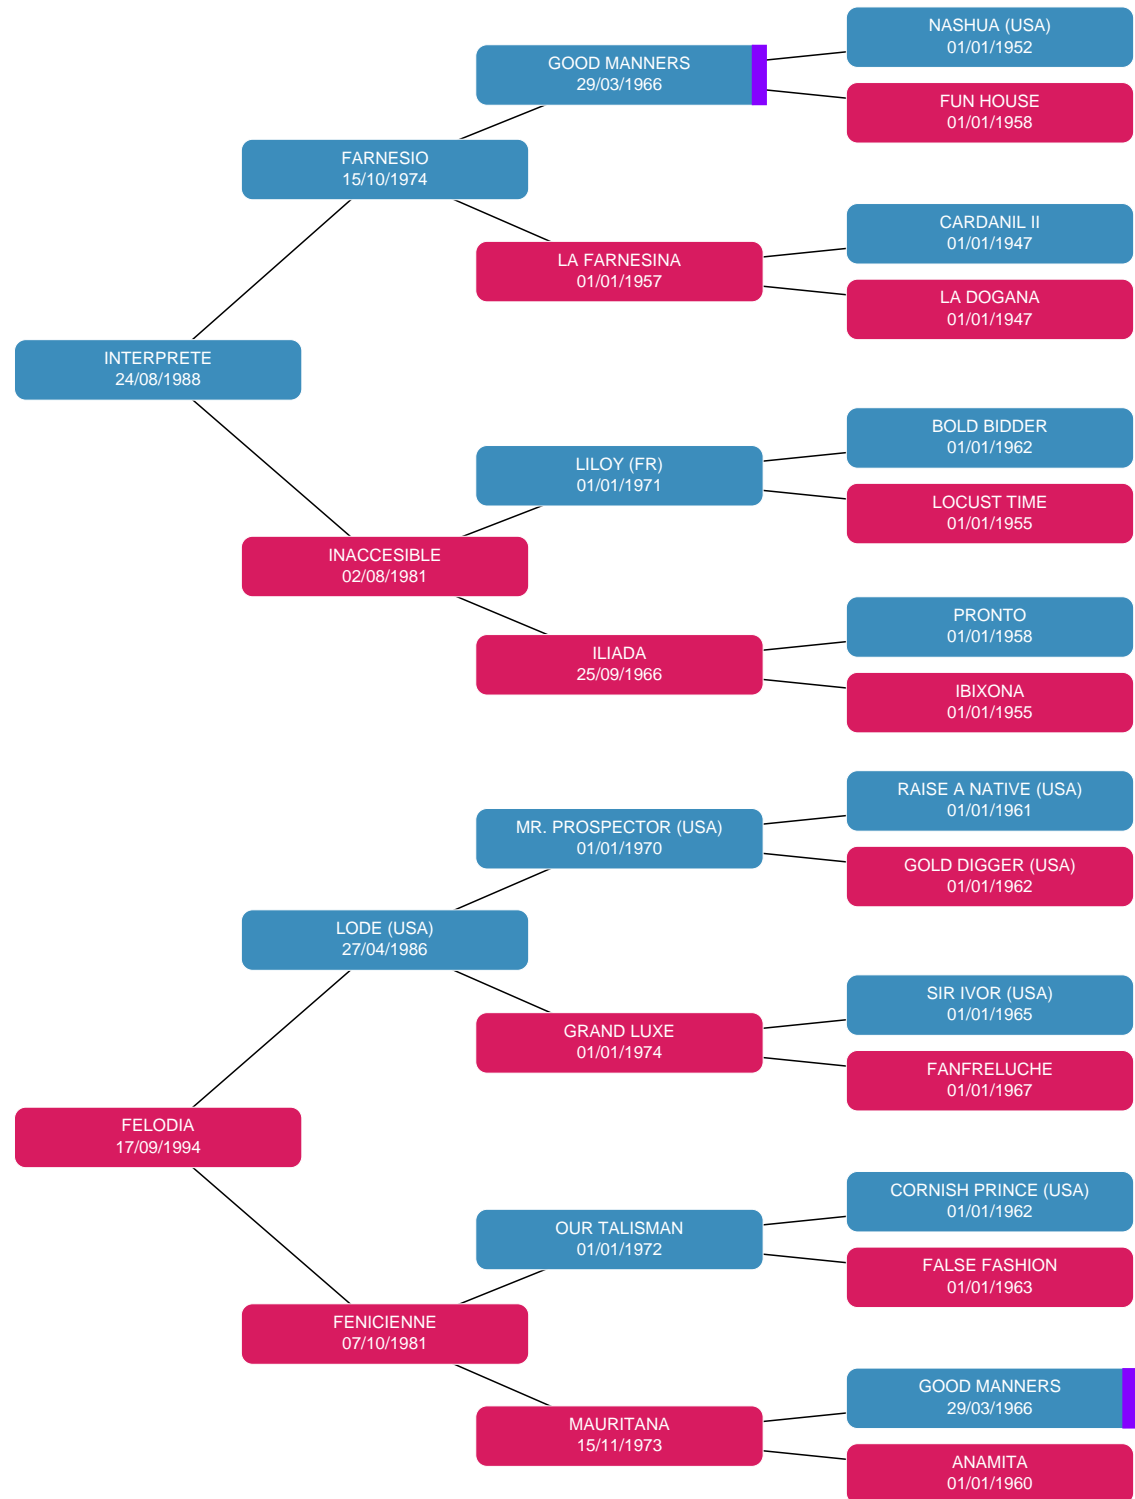 NASHUA (USA)
01/01/1952
GOOD MANNERS
29/03/1966
FUN HOUSE
01/01/1958
FARNESIO
15/10/1974
CARDANIL II
01/01/1947
LA FARNESINA
01/01/1957
LA DOGANA
01/01/1947
INTERPRETE
24/08/1988
BOLD BIDDER
01/01/1962
LILOY (FR)
01/01/1971
LOCUST TIME
01/01/1955
INACCESIBLE
02/08/1981
PRONTO
01/01/1958
ILIADA
25/09/1966
IBIXONA
01/01/1955
RAISE A NATIVE (USA)
01/01/1961
MR. PROSPECTOR (USA)
01/01/1970
GOLD DIGGER (USA)
01/01/1962
LODE (USA)
27/04/1986
SIR IVOR (USA)
01/01/1965
GRAND LUXE
01/01/1974
FANFRELUCHE
01/01/1967
FELODIA
17/09/1994
CORNISH PRINCE (USA)
01/01/1962
OUR TALISMAN
01/01/1972
FALSE FASHION
01/01/1963
FENICIENNE
07/10/1981
GOOD MANNERS
29/03/1966
MAURITANA
15/11/1973
ANAMITA
01/01/1960